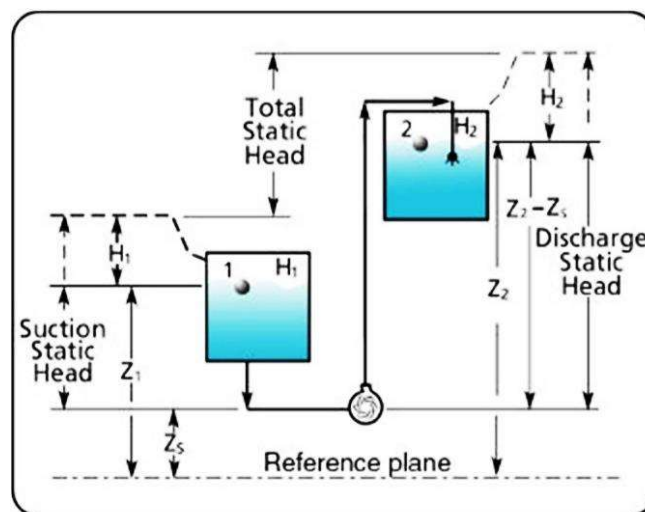 Total
Static
Head
H₂
2
H₂
Z₂-Zₛ
Discharge
Static
Head
Z₂
H₁
1
H₁
Suction
Static
Head
Z₁
Zₛ
Reference plane